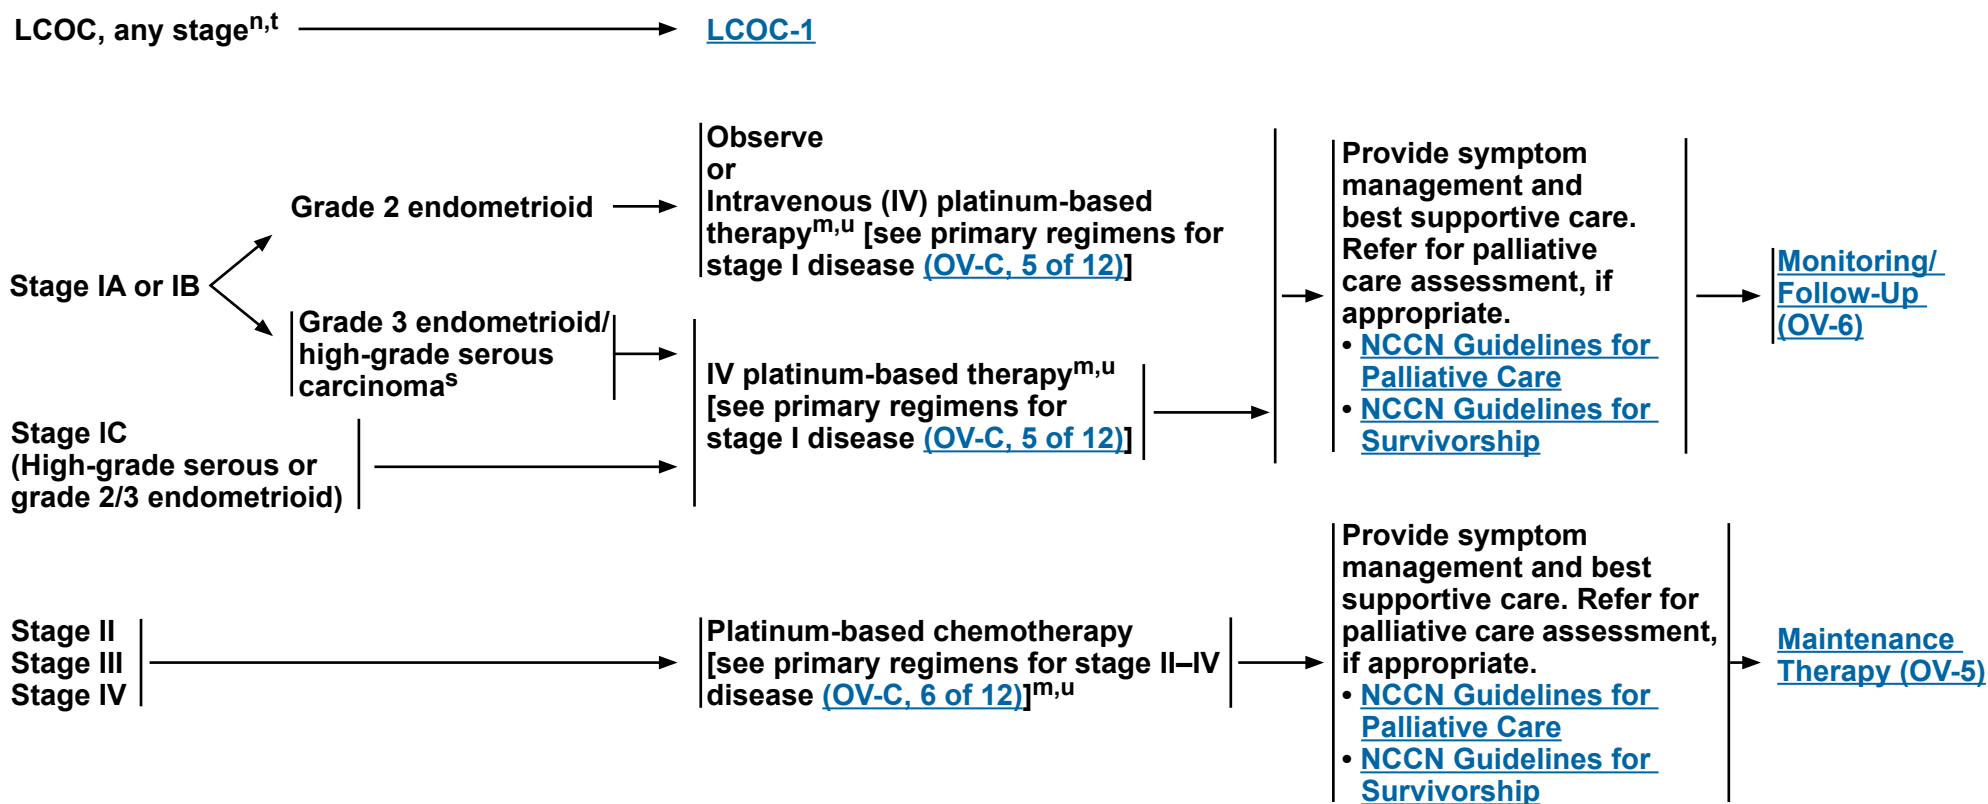 LCOC, any stagen,t
LCOC-1
Stage IA or IB
Grade 2 endometrioid
Observe
or
Intravenous (IV) platinum-based
therapym,u [see primary regimens for
stage I disease (OV-C, 5 of 12)]
Grade 3 endometrioid/
high-grade serous
carcinomas
Stage IC
(High-grade serous or
grade 2/3 endometrioid)
IV platinum-based therapym,u
[see primary regimens for
stage I disease (OV-C, 5 of 12)]
Provide symptom
management and
best supportive care.
Refer for palliative
care assessment, if
appropriate.
• NCCN Guidelines for
Palliative Care
• NCCN Guidelines for
Survivorship
Monitoring/
Follow-Up
(OV-6)
Stage II
Stage III
Stage IV
Platinum-based chemotherapy
[see primary regimens for stage II–IV
disease (OV-C, 6 of 12)]m,u
Provide symptom
management and best
supportive care. Refer for
palliative care assessment,
if appropriate.
• NCCN Guidelines for
Palliative Care
• NCCN Guidelines for
Survivorship
Maintenance
Therapy (OV-5)